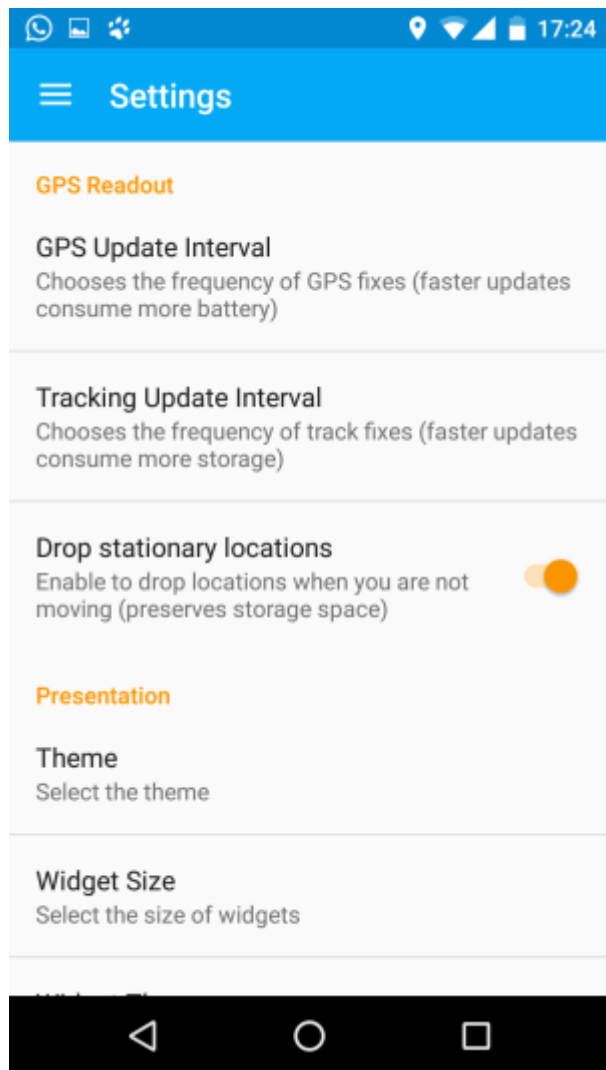 17:24
Settings
GPS Readout
GPS Update Interval
Chooses the frequency of GPS fixes (faster updates
consume more battery)
Tracking Update Interval
Chooses the frequency of track fixes (faster updates
consume more storage)
Drop stationary locations
Enable to drop locations when you are not
moving (preserves storage space)
Presentation
Theme
Select the theme
Widget Size
Select the size of widgets